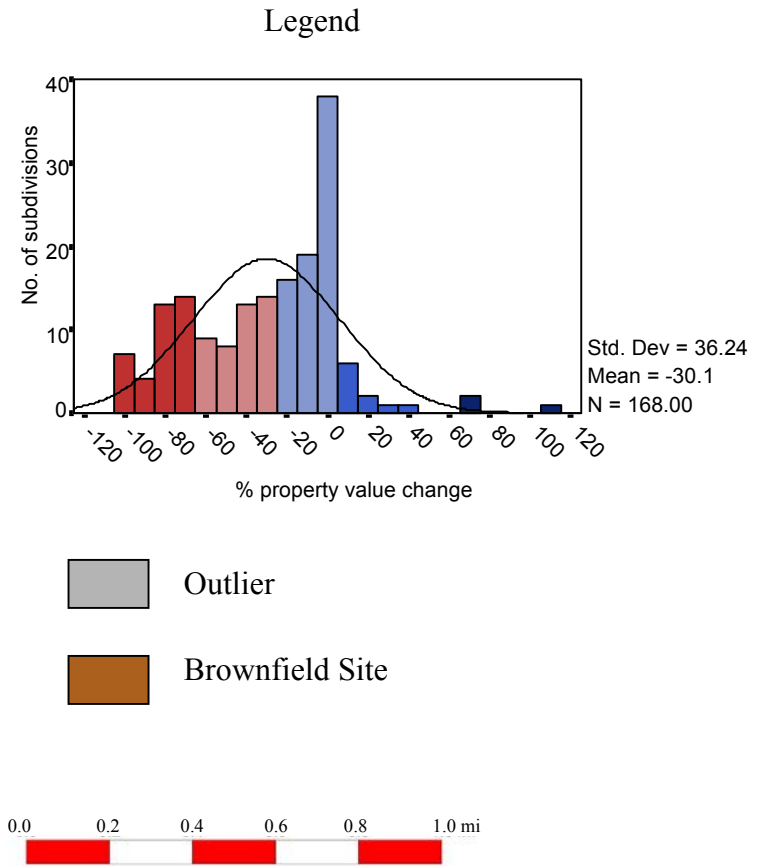 Legend
40
30
20
10
0
No. of subdivisions
-120 -100 -80 -60 -40 -20 0 20 40 60 80 100 120
% property value change
Std. Dev = 36.24
Mean = -30.1
N = 168.00
Outlier
Brownfield Site
0.0 0.2 0.4 0.6 0.8 1.0 mi